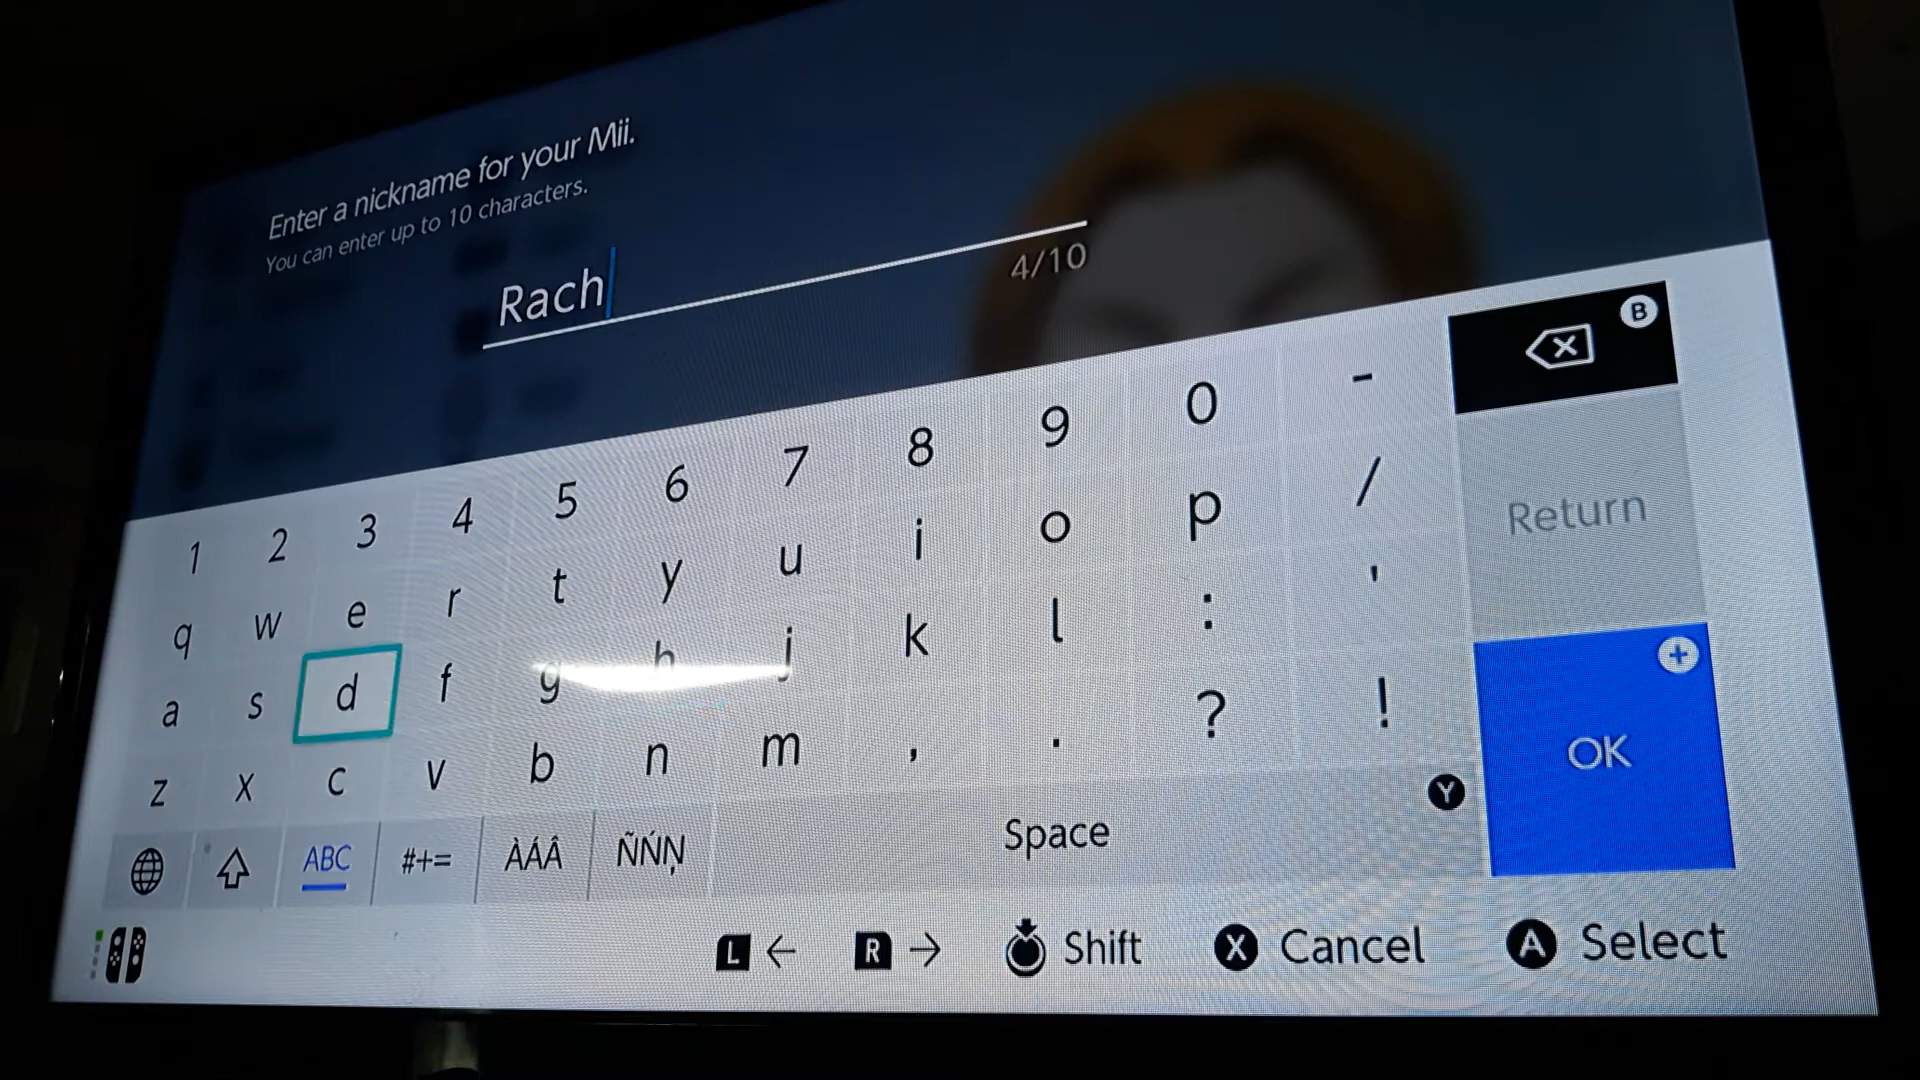 Enter a nickname for your Mii.
You can enter up to 10 characters.
Rach
4/10
1 2 3 4 5 6 7 8 9 0 - B
q w e r t y u i o p / Return
a s d f g h j k l : '
z x c v b n m , . ? ! + OK
ABC #+= ÀÁÂ ÑŃŅ Space Y
L ← R → Shift X Cancel A Select